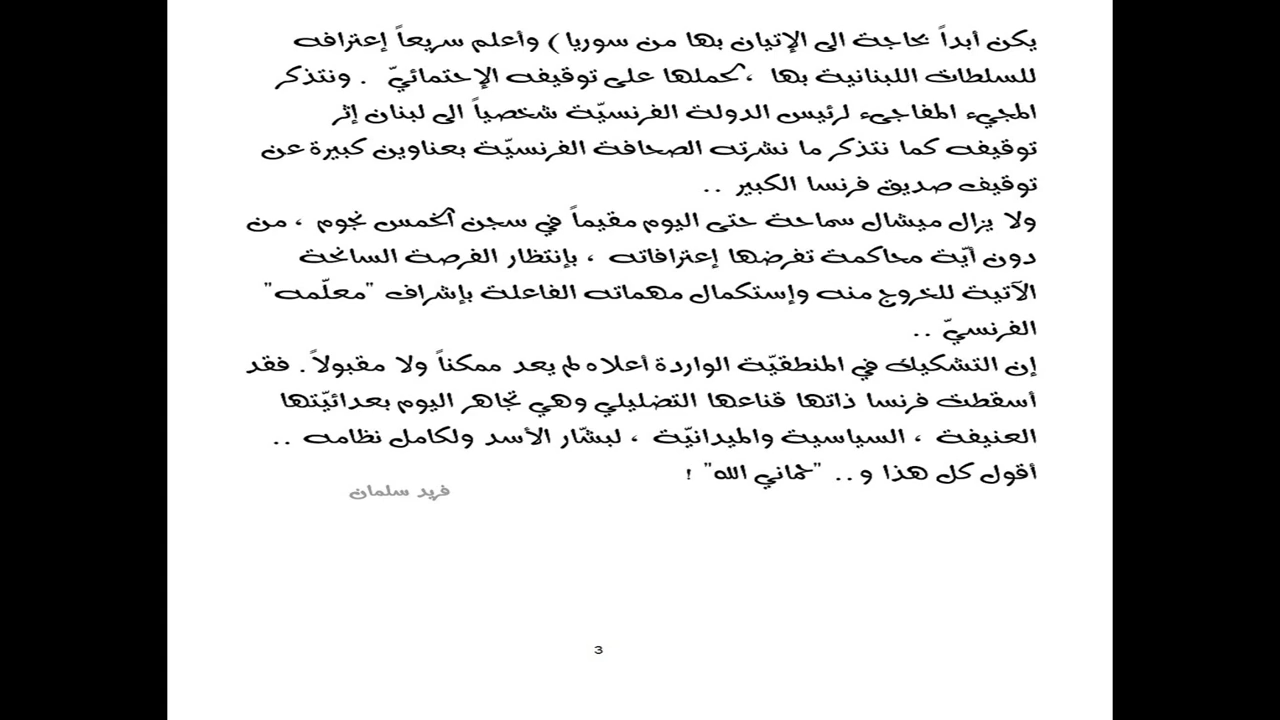 يكن أبداً بحاجة الى الإتيان بها من سوريا) وأعلم سريعاً إعترافه
للسلطات اللبنانية بها ،كحملها على توقيفه الإحتمائيّ . ونتذكر
المجيء المفاجىء لرئيس الدولة الفرنسيّة شخصياً الى لبنان إثر
توقيفه كما نتذكر ما نشرته الصحافة الفرنسيّة بعناوين كبيرة عن
توقيف صديق فرنسا الكبير ..
ولا يزال ميشال سماحة حتى اليوم مقيماً في سجن الخمس نجوم ، من
دون أيّة محاكمة تفرضها إعترافاته ، بإنتظار الفرصة السانحة
الآتية للخروج منه وإستكمال مهماته الفاعلة بإشراف "معلّمه"
الفرنسيّ ..
إن التشكيك في المنطقيّة الواردة أعلاه لم يعد ممكناً ولا مقبولاً. فقد
أسقطت فرنسا ذاتها قناعها التضليلي وهي تجاهر اليوم بعدائيّتها
العنيفة ، السياسية والميدانيّة ، لبشّار الأسد ولكامل نظامه ..
أقول كل هذا و.. "حماني الله" !
فريد سلمان
3